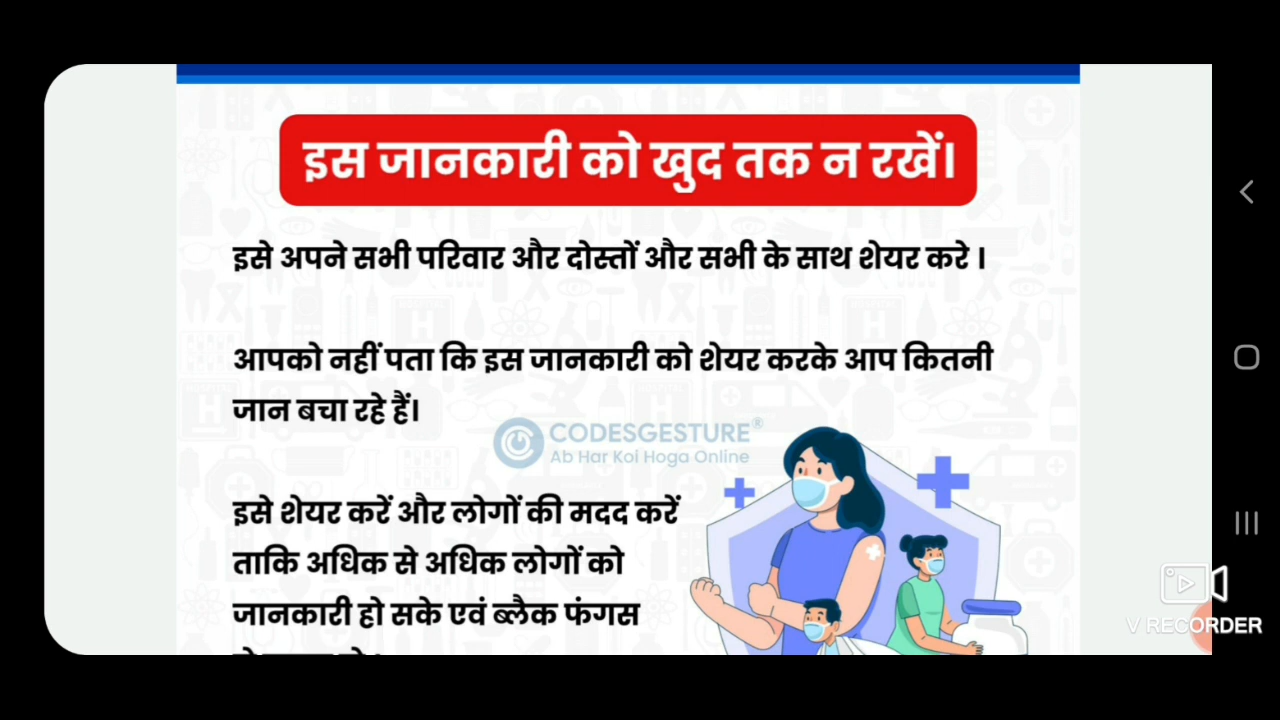 इस जानकारी को खुद तक न रखें।
इसे अपने सभी परिवार और दोस्तों और सभी के साथ शेयर करे ।
आपको नहीं पता कि इस जानकारी को शेयर करके आप कितनी
जान बचा रहे हैं।
CODESGESTURE®
Ab Har Koi Hoga Online
इसे शेयर करें और लोगों की मदद करें
ताकि अधिक से अधिक लोगों को
जानकारी हो सके एवं ब्लैक फंगस
V RECORDER